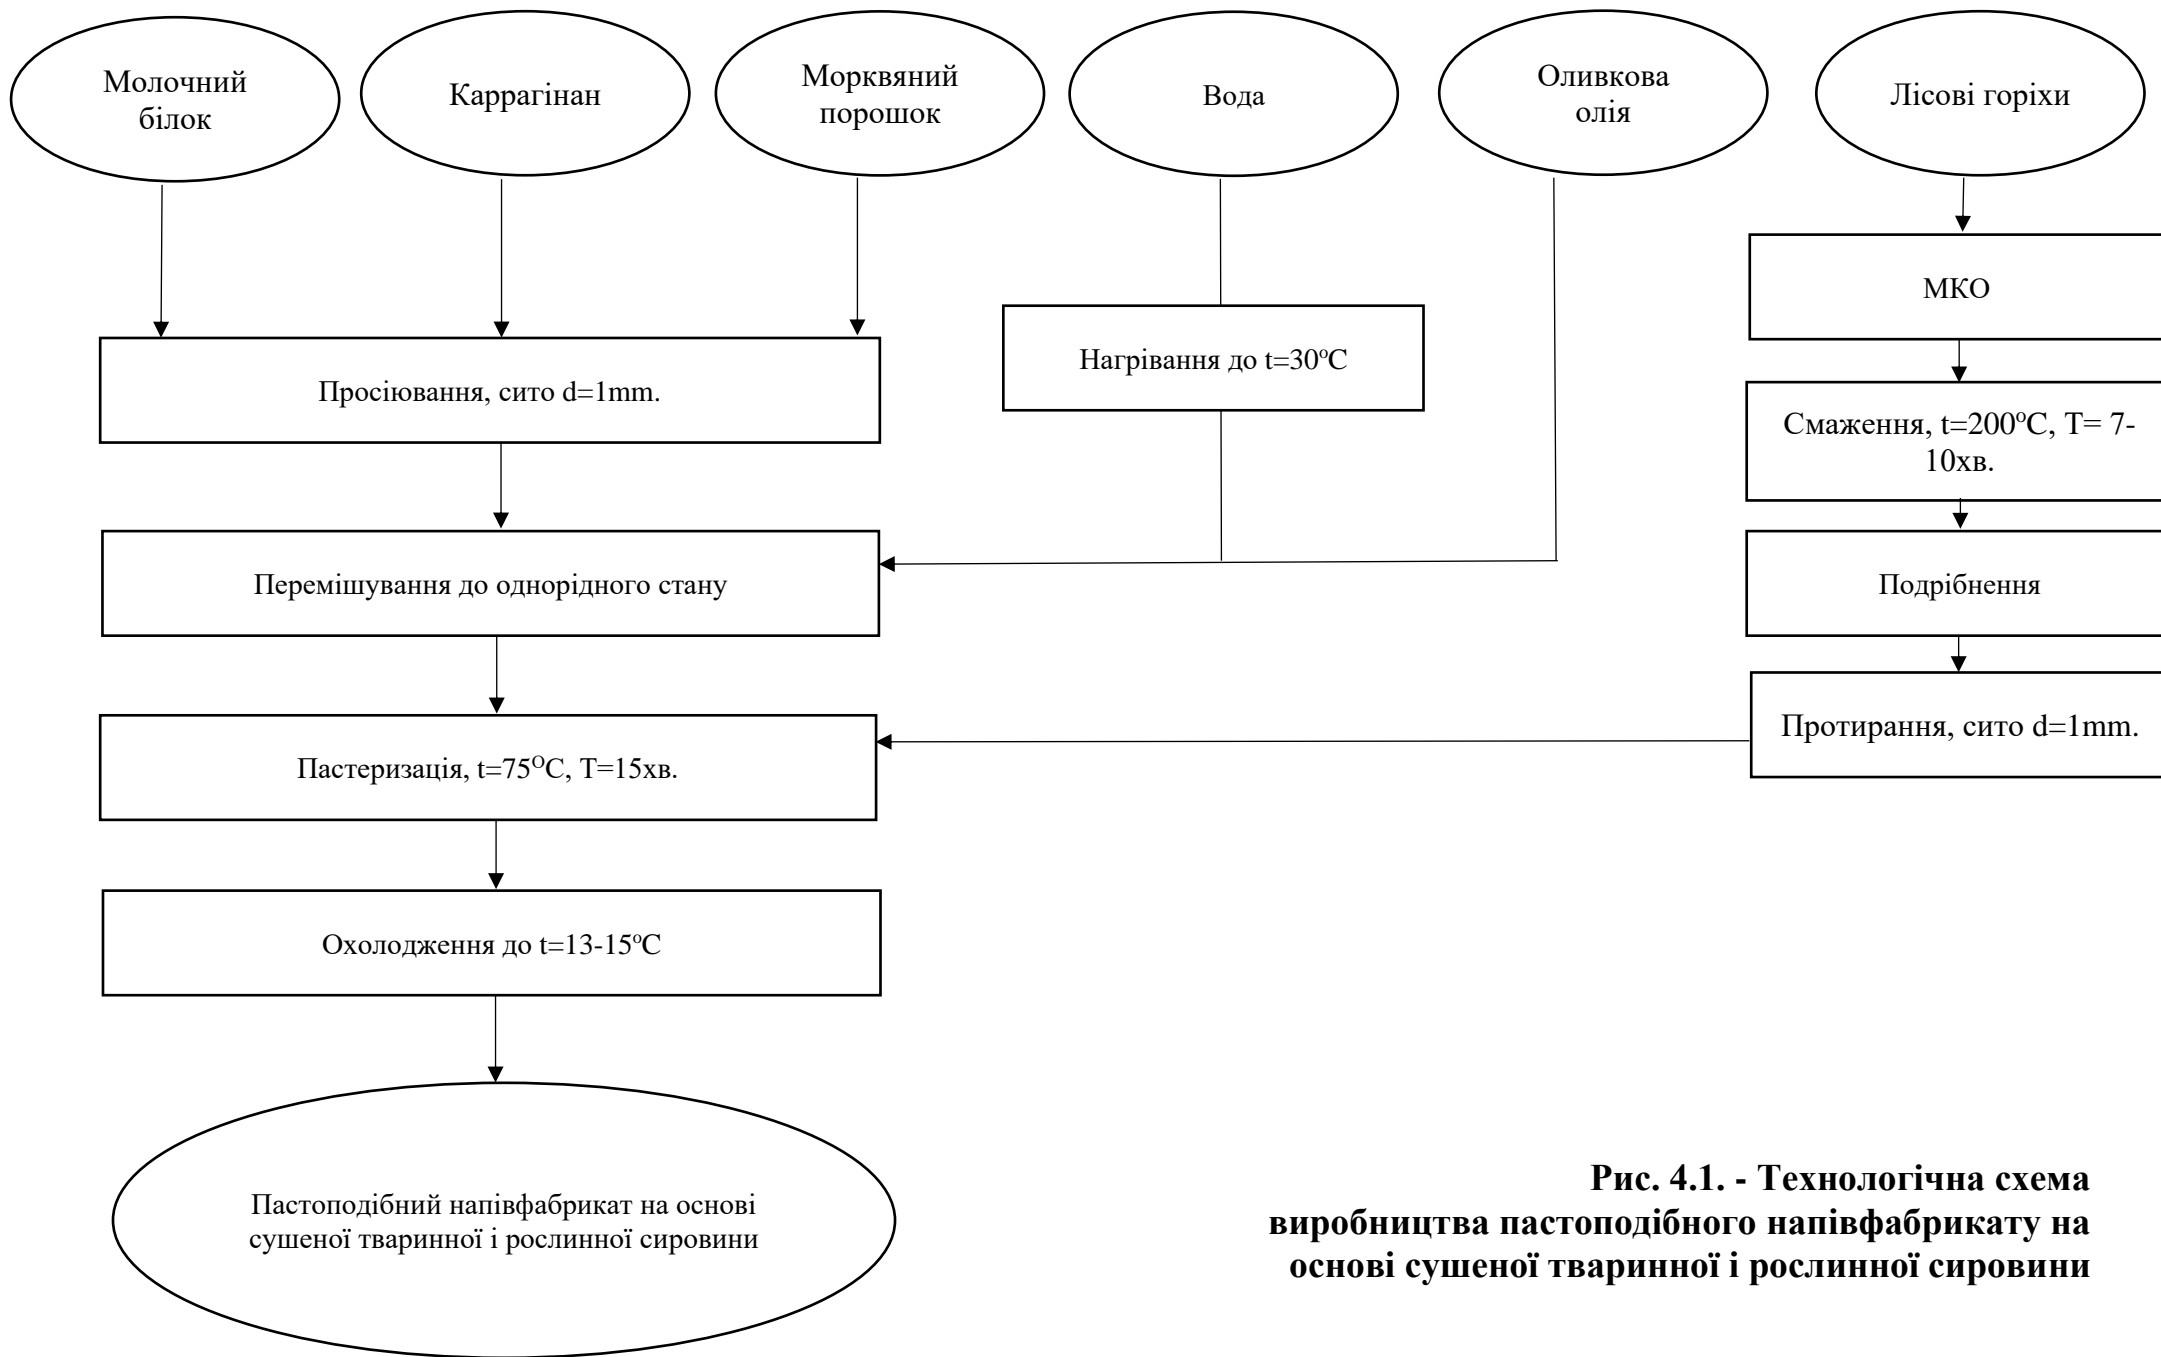 Молочний
білок
Каррагінан
Морквяний
порошок
Вода
Оливкова
олія
Лісові горіхи
МКО
Нагрівання до t=30ºC
Просіювання, сито d=1mm.
Смаження, t=200ºC, T= 7-
10хв.
Перемішування до однорідного стану
Подрібнення
Протирання, сито d=1mm.
Пастеризація, t=75ᴼC, T=15хв.
Охолодження до t=13-15ºC
Пастоподібний напівфабрикат на основі
сушеної тваринної і рослинної сировини
Рис. 4.1. - Технологічна схема
виробництва пастоподібного напівфабрикату на
основі сушеної тваринної і рослинної сировини